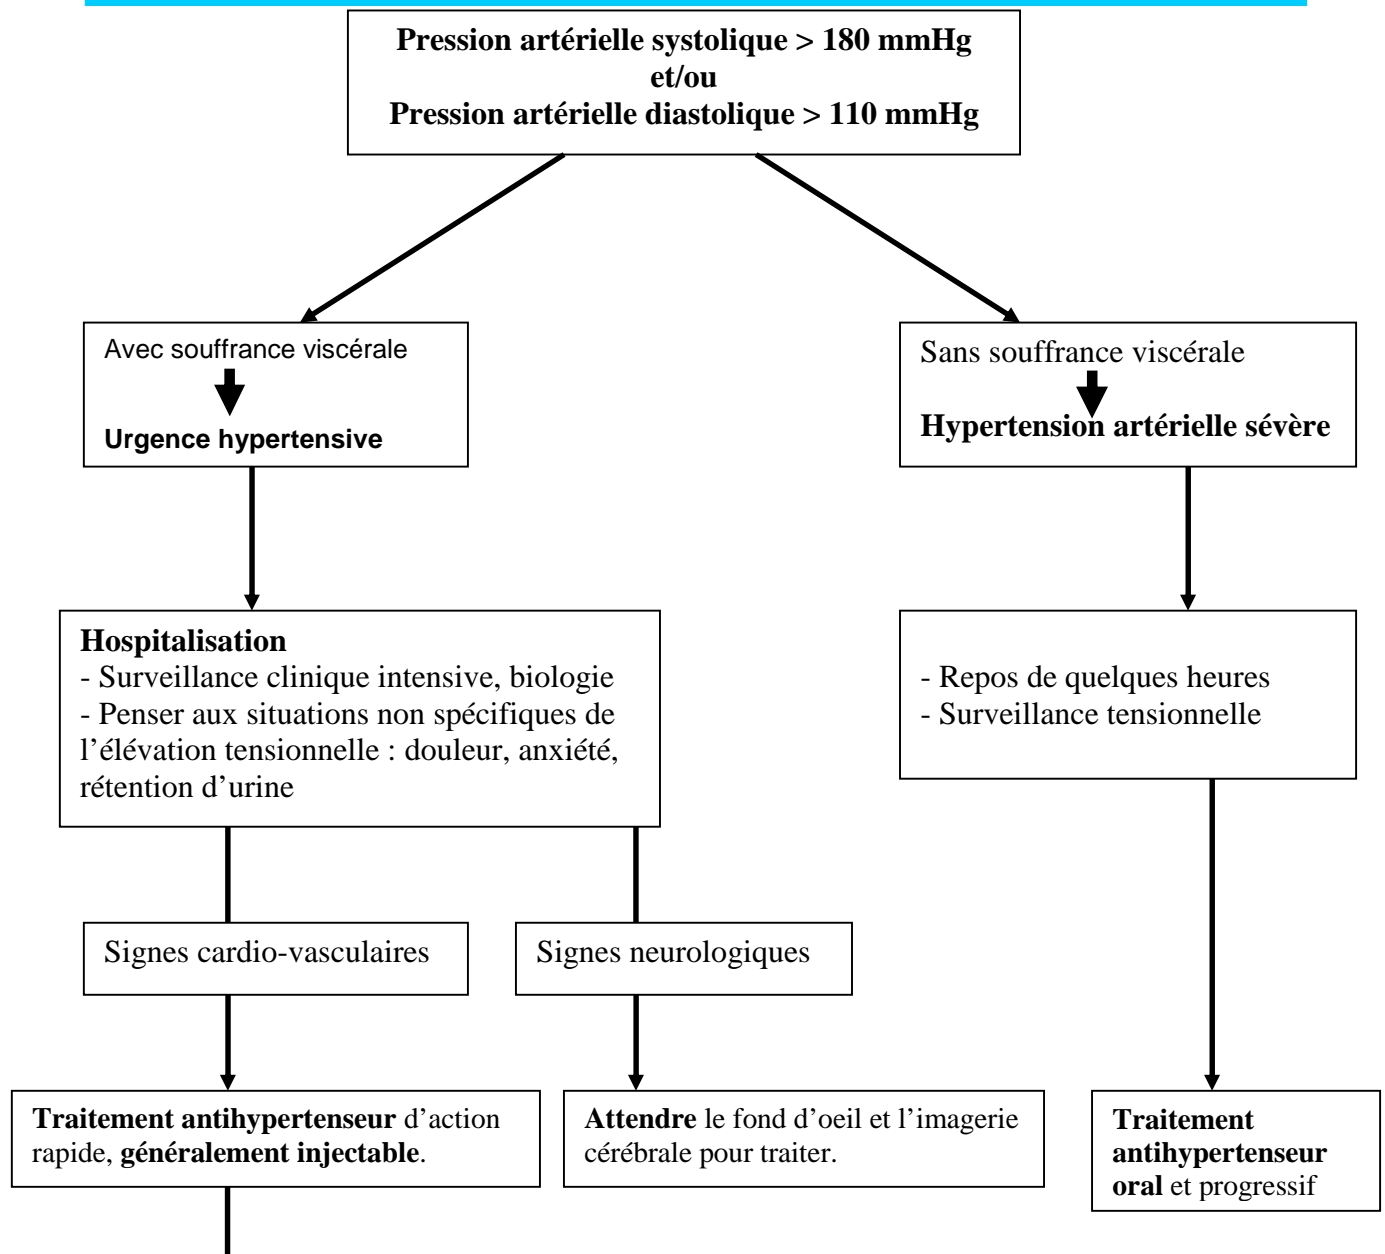 Pression artérielle systolique > 180 mmHg
et/ou
Pression artérielle diastolique > 110 mmHg
Avec souffrance viscérale
Urgence hypertensive
Sans souffrance viscérale
Hypertension artérielle sévère
Hospitalisation
- Surveillance clinique intensive, biologie
- Penser aux situations non spécifiques de
l’élévation tensionnelle : douleur, anxiété,
rétention d’urine
- Repos de quelques heures
- Surveillance tensionnelle
Signes cardio-vasculaires
Signes neurologiques
Traitement antihypertenseur d’action
rapide, généralement injectable.
Attendre le fond d’oeil et l’imagerie
cérébrale pour traiter.
Traitement
antihypertenseur
oral et progressif